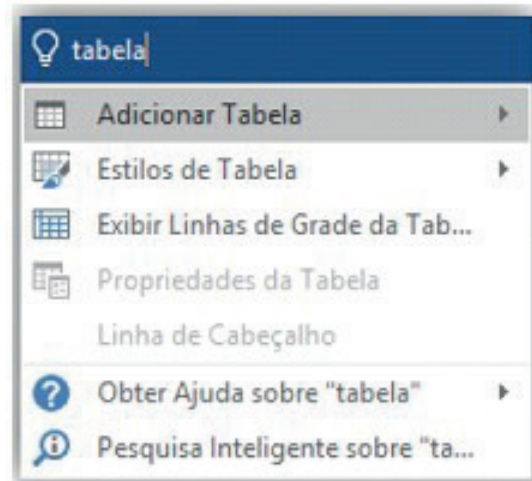 tabela
Adicionar Tabela
Estilos de Tabela
Exibir Linhas de Grade da Tab...
Propriedades da Tabela
Linha de Cabeçalho
Obter Ajuda sobre "tabela"
Pesquisa Inteligente sobre "ta...